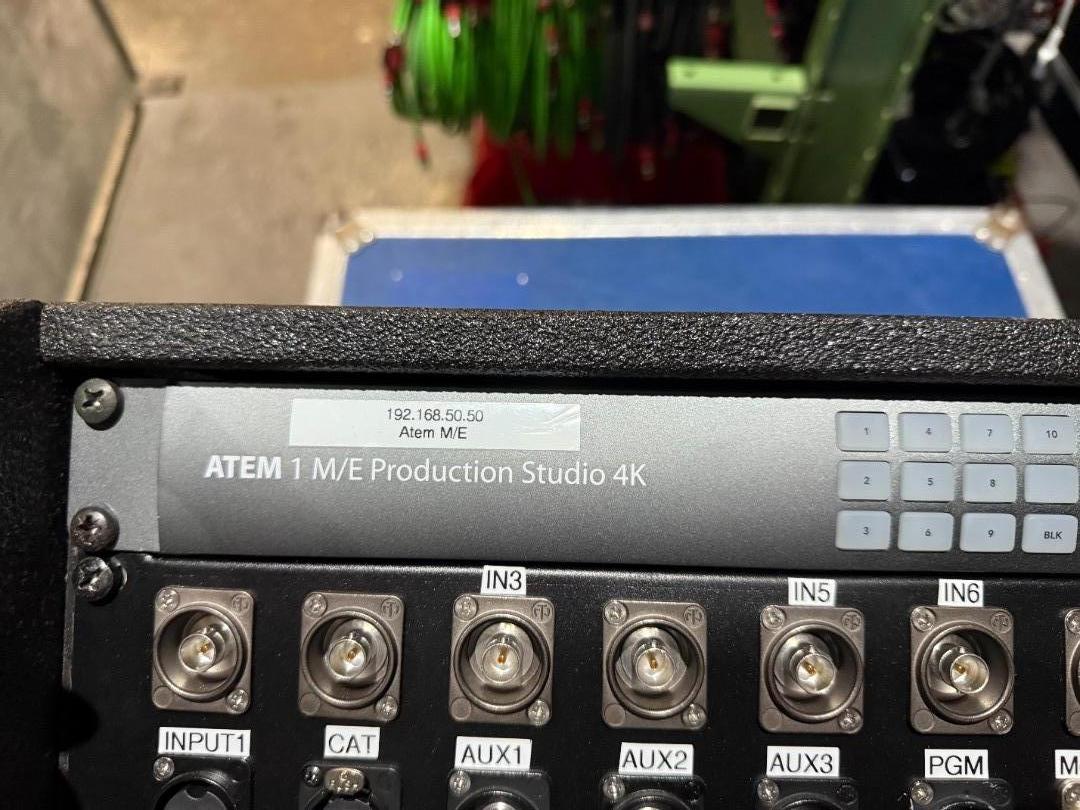 192.168.50.50
Atem M/E
ATEM 1 M/E Production Studio 4K
1 4 7 10
2 5 8
3 6 9 BLK
IN3 IN5 IN6
INPUT1 CAT AUX1 AUX2 AUX3 PGM